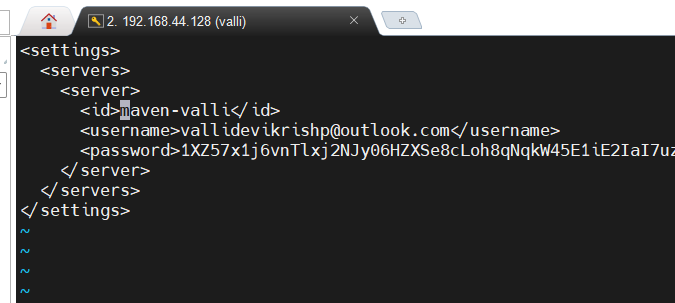 2. 192.168.44.128 (valli)
<settings>
<servers>
<server>
<id>maven-valli</id>
<username>vallidevikrishp@outlook.com</username>
<password>1XZ57x1j6vnTlxj2NJy06HZXSe8cLoh8qNqkW45E1iE2IaI7uz
</server>
</servers>
</settings>
~
~
~
~